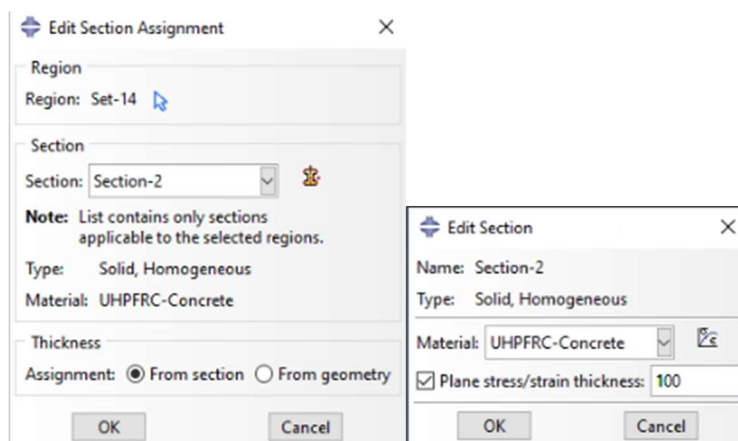 Edit Section Assignment
Region
Region: Set-14
Section
Section: Section-2
Note: List contains only sections
applicable to the selected regions.
Type: Solid, Homogeneous
Material: UHPFRC-Concrete
Thickness
Assignment: From section From geometry
OK Cancel
Edit Section
Name: Section-2
Type: Solid, Homogeneous
Material: UHPFRC-Concrete
Plane stress/strain thickness: 100
OK Cancel